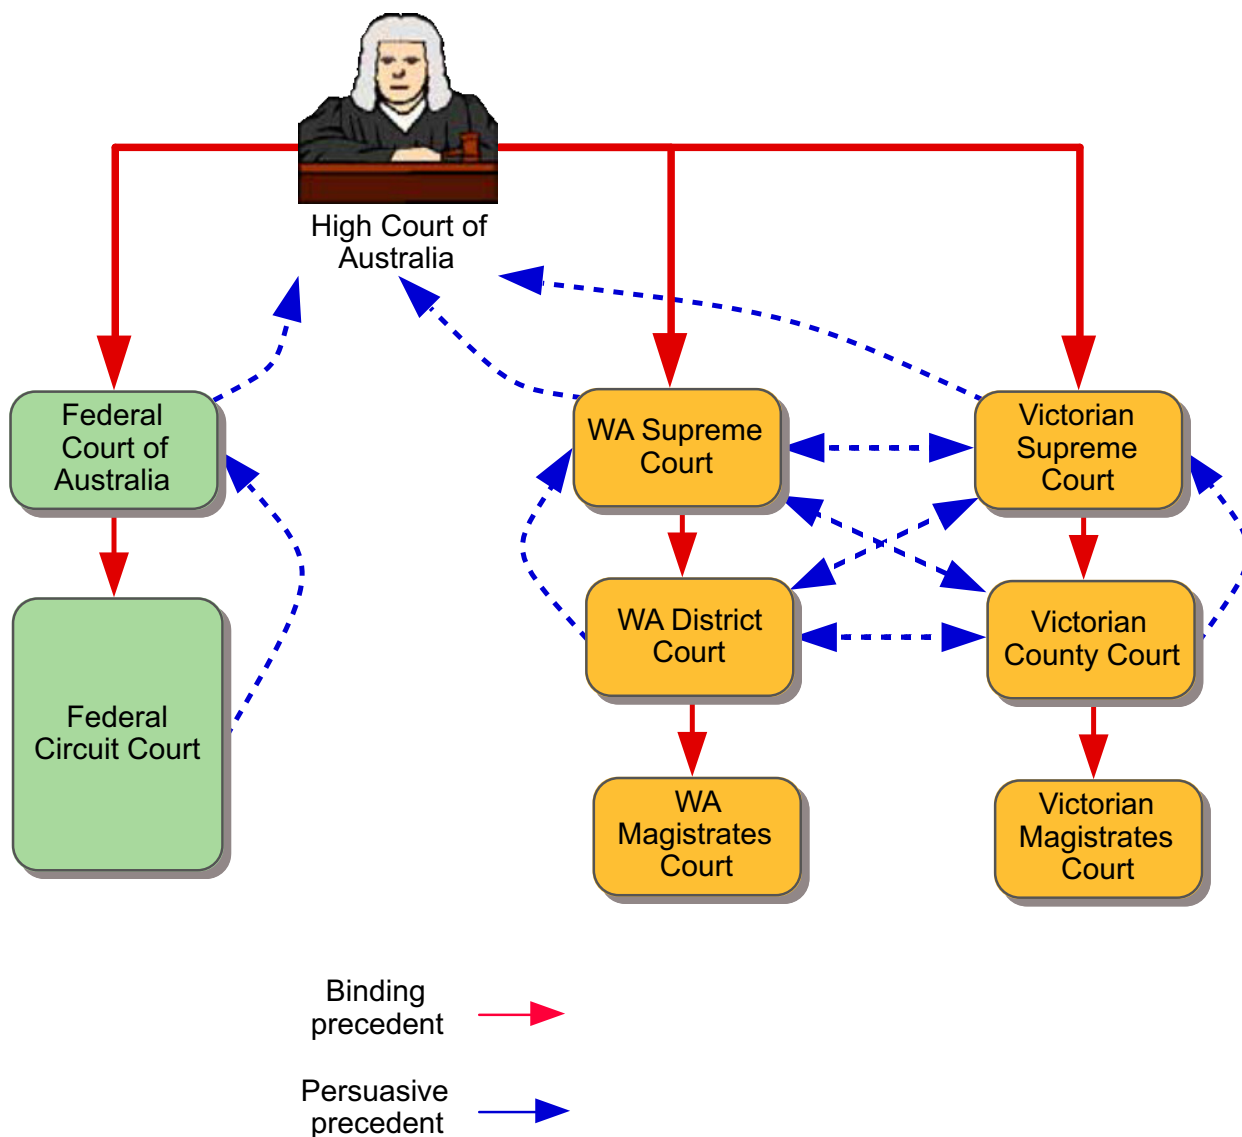 High Court of
Australia
Federal
Court of
Australia
WA Supreme
Court
Victorian
Supreme
Court
WA District
Court
Victorian
County Court
Federal
Circuit Court
WA
Magistrates
Court
Victorian
Magistrates
Court
Binding
precedent
Persuasive
precedent